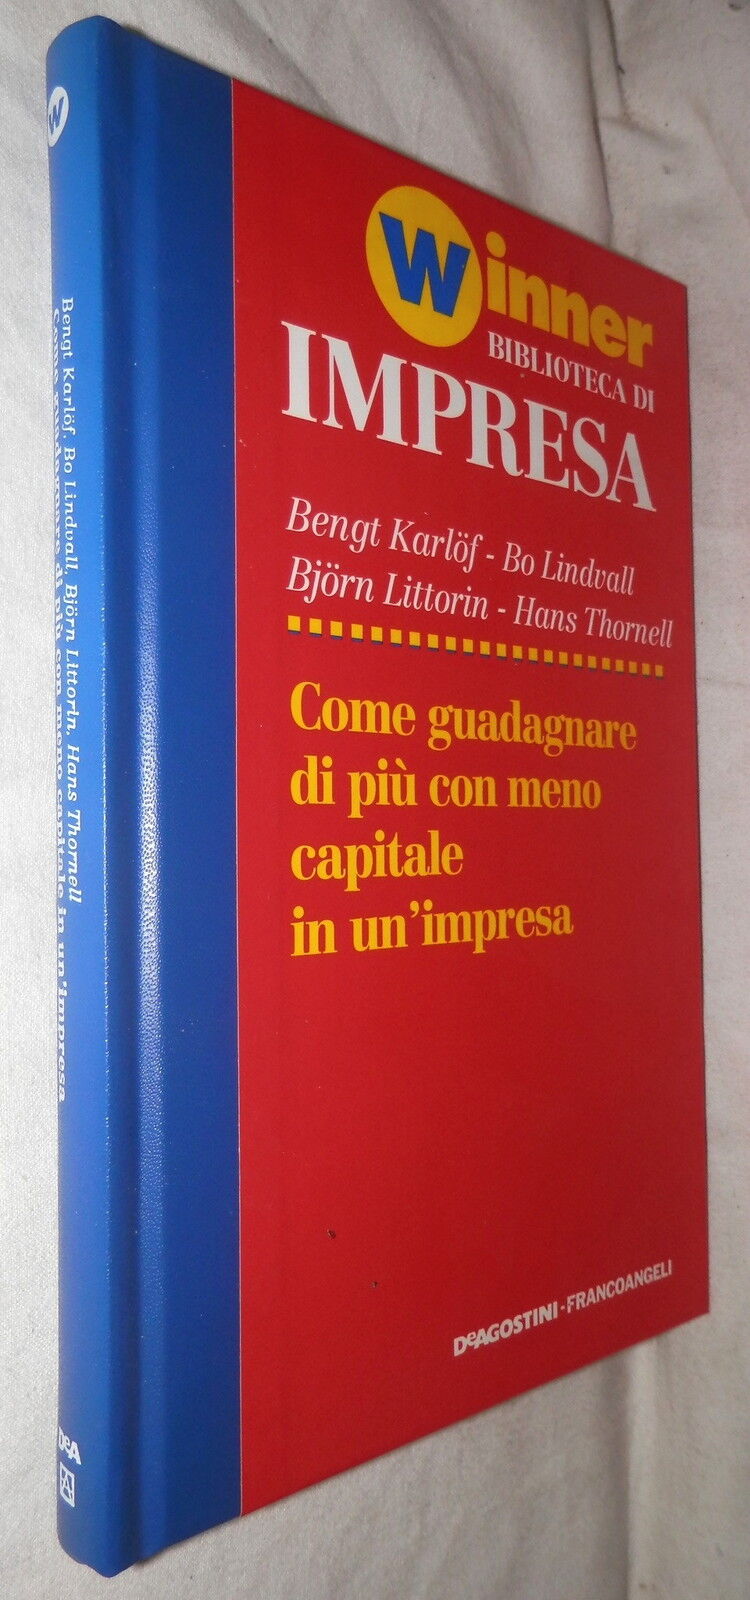 Winner
BIBLIOTECA DI
IMPRESA
Bengt Karlöf - Bo Lindvall
Björn Littorin - Hans Thornell
Come guadagnare
di più con meno
capitale
in un'impresa
DeAGOSTINI-FRANCOANGELI
W
Bengt Karlöf, Bo Lindvall, Björn Littorin, Hans Thornell
Come guadagnare di più con meno capitale in un'impresa
DeA